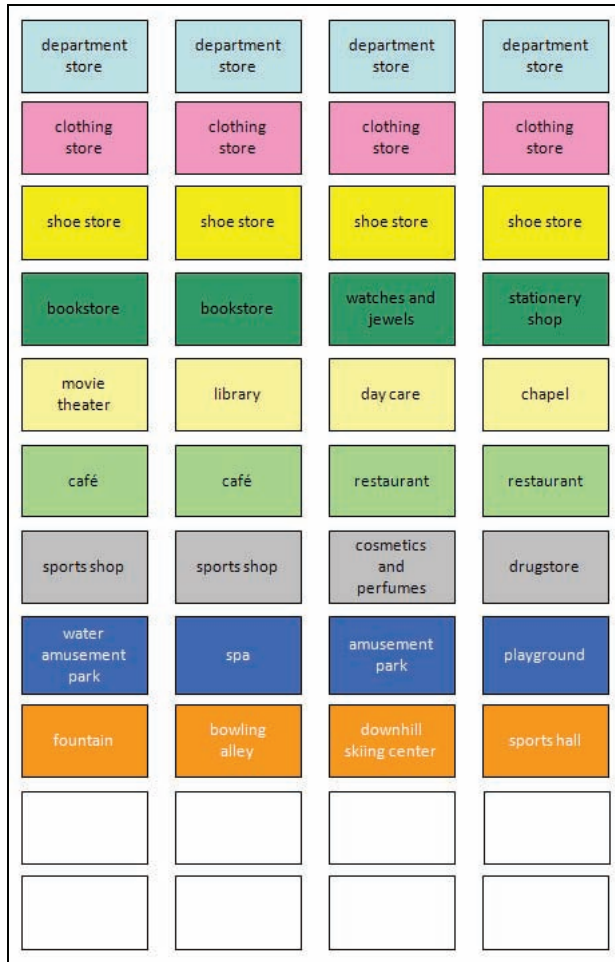 department department department department
store store store store
clothing clothing clothing clothing
store store store store
shoe store shoe store shoe store shoe store
bookstore bookstore watches and jewels stationery shop
movie theater library day care chapel
café café restaurant restaurant
sports shop sports shop cosmetics and perfumes drugstore
water amusement park spa amusement park playground
fountain bowling alley downhill skiing center sports hall